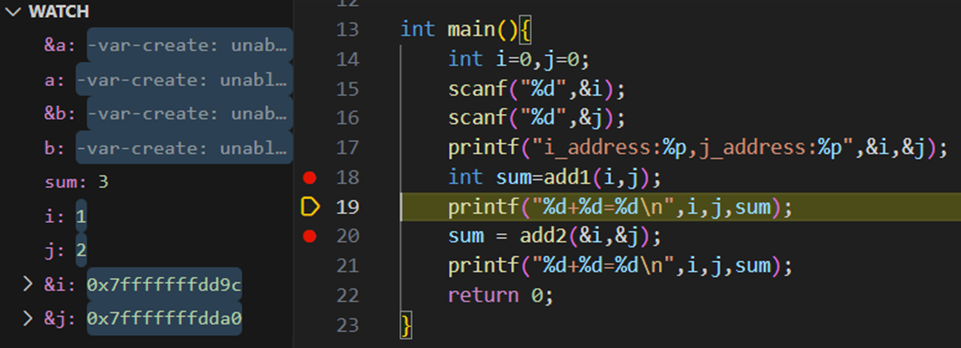 WATCH
&a: -var-create: unab…
a: -var-create: unabl…
&b: -var-create: unab…
b: -var-create: unabl…
sum: 3
i: 1
j: 2
&i: 0x7fffffffdd9c
&j: 0x7fffffffdda0
12
13 int main(){
14 int i=0,j=0;
15 scanf("%d",&i);
16 scanf("%d",&j);
17 printf("i_address:%p,j_address:%p",&i,&j);
18 int sum=add1(i,j);
19 printf("%d+%d=%d\n",i,j,sum);
20 sum = add2(&i,&j);
21 printf("%d+%d=%d\n",i,j,sum);
22 return 0;
23 }